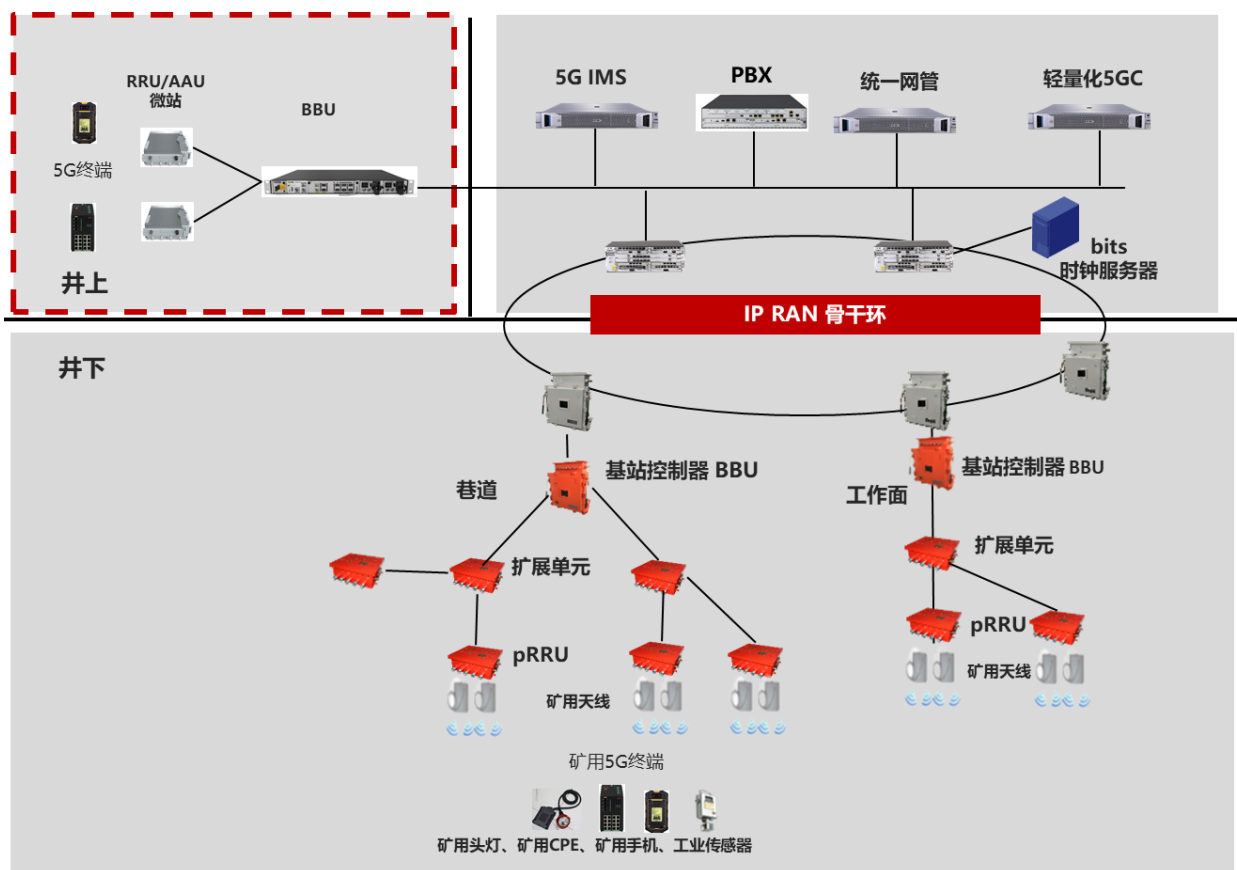 RRU/AAU
微站
BBU
5G终端
井上
5G IMS
PBX
统一网管
轻量化5GC
bits
时钟服务器
IP RAN 骨干环
井下
基站控制器 BBU
巷道
基站控制器 BBU
工作面
扩展单元
扩展单元
pRRU
pRRU
矿用天线
矿用天线
矿用5G终端
矿用头灯、矿用CPE、矿用手机、工业传感器